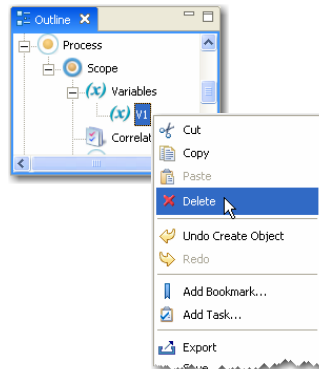 Outline
Process
Scope
(x) Variables
(x) V1
Correlat
Cut
Copy
Paste
Delete
Undo Create Object
Redo
Add Bookmark...
Add Task...
Export